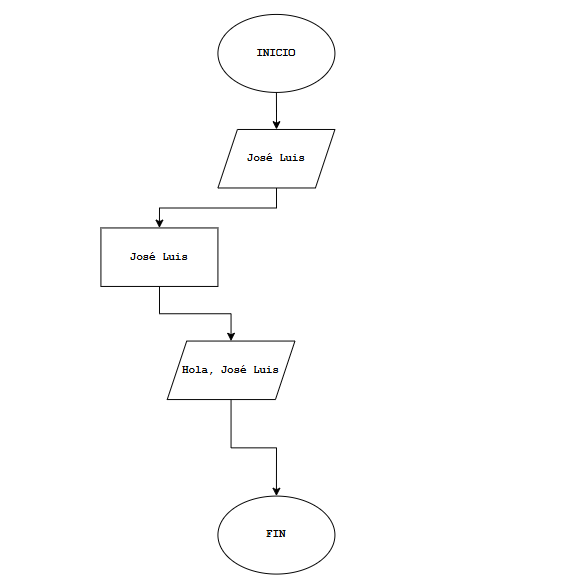 INICIO
José Luis
José Luis
Hola, José Luis
FIN